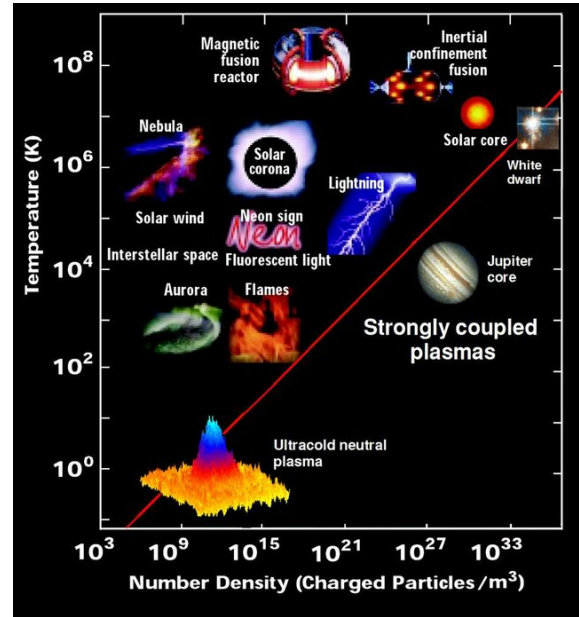 Magnetic
fusion
reactor
Inertial
confinement
fusion
10⁸
Nebula
Solar
corona
Solar core
White
dwarf
10⁶
Lightning
Solar wind
Neon sign
Neon
Interstellar space
Fluorescent light
Jupiter
core
10⁴
Aurora
Flames
Strongly coupled
plasmas
10²
Ultracold neutral
plasma
10⁰
Temperature (K)
10³
10⁹
10¹⁵
10²¹
10²⁷
10³³
Number Density (Charged Particles/m³)